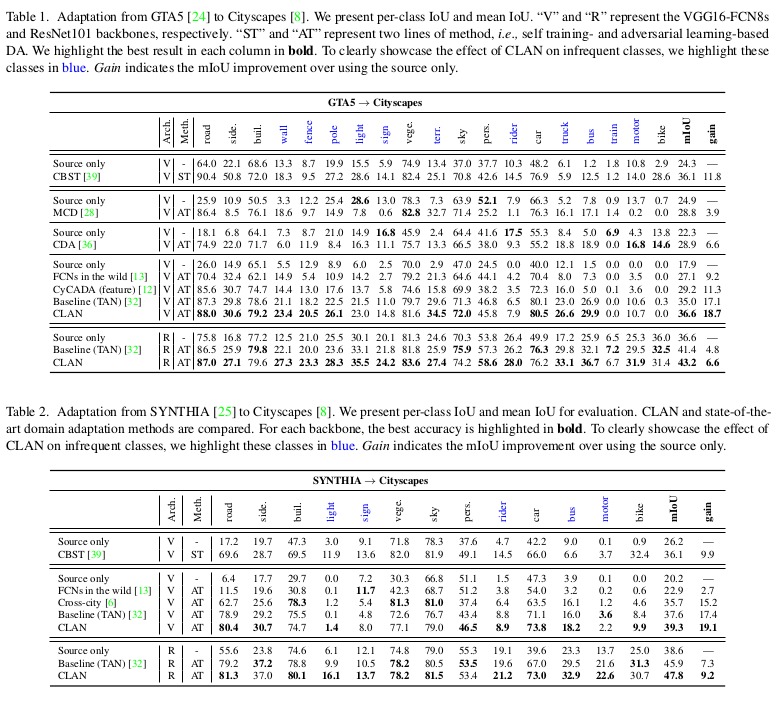 Table 1. Adaptation from GTA5 [24] to Cityscapes [8]. We present per-class IoU and mean IoU. “V” and “R” represent the VGG16-FCN8s
and ResNet101 backbones, respectively. “ST” and “AT” represent two lines of method, i.e., self training- and adversarial learning-based
DA. We highlight the best result in each column in bold. To clearly showcase the effect of CLAN on infrequent classes, we highlight these
classes in blue. Gain indicates the mIoU improvement over using the source only.
GTA5 → Cityscapes
Arch. Meth. road side. buil. wall fence pole light sign vege. terr. sky pers. rider car truck bus train motor bike mIoU gain
Source only V - 64.0 22.1 68.6 13.3 8.7 19.9 15.5 5.9 74.9 13.4 37.0 37.7 10.3 48.2 6.1 1.2 1.8 10.8 2.9 24.3 —
CBST [39] V ST 90.4 50.8 72.0 18.3 9.5 27.2 28.6 14.1 82.4 25.1 70.8 42.6 14.5 76.9 5.9 12.5 1.2 14.0 28.6 36.1 11.8
Source only V - 25.9 10.9 50.5 3.3 12.2 25.4 28.6 13.0 78.3 7.3 63.9 52.1 7.9 66.3 5.2 7.8 0.9 13.7 0.7 24.9 —
MCD [28] V AT 86.4 8.5 76.1 18.6 9.7 14.9 7.8 0.6 82.8 32.7 71.4 25.2 1.1 76.3 16.1 17.1 1.4 0.2 0.0 28.8 3.9
Source only V - 18.1 6.8 64.1 7.3 8.7 21.0 14.9 16.8 45.9 2.4 64.4 41.6 17.5 55.3 8.4 5.0 6.9 4.3 13.8 22.3 —
CDA [36] V AT 74.9 22.0 71.7 6.0 11.9 8.4 16.3 11.1 75.7 13.3 66.5 38.0 9.3 55.2 18.8 18.9 0.0 16.8 14.6 28.9 6.6
Source only V - 26.0 14.9 65.1 5.5 12.9 8.9 6.0 2.5 70.0 2.9 47.0 24.5 0.0 40.0 12.1 1.5 0.0 0.0 0.0 17.9 —
FCNs in the wild [13] V AT 70.4 32.4 62.1 14.9 5.4 10.9 14.2 2.7 79.2 21.3 64.6 44.1 4.2 70.4 8.0 7.3 0.0 3.5 0.0 27.1 9.2
CyCADA (feature) [12] V AT 85.6 30.7 74.7 14.4 13.0 17.6 13.7 5.8 74.6 15.8 69.9 38.2 3.5 72.3 16.0 5.0 0.1 3.6 0.0 29.2 11.3
Baseline (TAN) [32] V AT 87.3 29.8 78.6 21.1 18.2 22.5 21.5 11.0 79.7 29.6 71.3 46.8 6.5 80.1 23.0 26.9 0.0 10.6 0.3 35.0 17.1
CLAN V AT 88.0 30.6 79.2 23.4 20.5 26.1 23.0 14.8 81.6 34.5 72.0 45.8 7.9 80.5 26.6 29.9 0.0 10.7 0.0 36.6 18.7
Source only R - 75.8 16.8 77.2 12.5 21.0 25.5 30.1 20.1 81.3 24.6 70.3 53.8 26.4 49.9 17.2 25.9 6.5 25.3 36.0 36.6 —
Baseline (TAN) [32] R AT 86.5 25.9 79.8 22.1 20.0 23.6 33.1 21.8 81.8 25.9 75.9 57.3 26.2 76.3 29.8 32.1 7.2 29.5 32.5 41.4 4.8
CLAN R AT 87.0 27.1 79.6 27.3 23.3 28.3 35.5 24.2 83.6 27.4 74.2 58.6 28.0 76.2 33.1 36.7 6.7 31.9 31.4 43.2 6.6
Table 2. Adaptation from SYNTHIA [25] to Cityscapes [8]. We present per-class IoU and mean IoU for evaluation. CLAN and state-of-the-
art domain adaptation methods are compared. For each backbone, the best accuracy is highlighted in bold. To clearly showcase the effect of
CLAN on infrequent classes, we highlight these classes in blue. Gain indicates the mIoU improvement over using the source only.
SYNTHIA → Cityscapes
Arch. Meth. road side. buil. light sign vege. sky pers. rider car bus motor bike mIoU gain
Source only V - 17.2 19.7 47.3 3.0 9.1 71.8 78.3 37.6 4.7 42.2 9.0 0.1 0.9 26.2 —
CBST [39] V ST 69.6 28.7 69.5 11.9 13.6 82.0 81.9 49.1 14.5 66.0 6.6 3.7 32.4 36.1 9.9
Source only V - 6.4 17.7 29.7 0.0 7.2 30.3 66.8 51.1 1.5 47.3 3.9 0.1 0.0 20.2 —
FCNs in the wild [13] V AT 11.5 19.6 30.8 0.1 11.7 42.3 68.7 51.2 3.8 54.0 3.2 0.2 0.6 22.9 2.7
Cross-city [6] V AT 62.7 25.6 78.3 1.2 5.4 81.3 81.0 37.4 6.4 63.5 16.1 1.2 4.6 35.7 15.2
Baseline (TAN) [32] V AT 78.9 29.2 75.5 0.1 4.8 72.6 76.7 43.4 8.8 71.1 16.0 3.6 8.4 37.6 17.4
CLAN V AT 80.4 30.7 74.7 1.4 8.0 77.1 79.0 46.5 8.9 73.8 18.2 2.2 9.9 39.3 19.1
Source only R - 55.6 23.8 74.6 6.1 12.1 74.8 79.0 55.3 19.1 39.6 23.3 13.7 25.0 38.6 —
Baseline (TAN) [32] R AT 79.2 37.2 78.8 9.9 10.5 78.2 80.5 53.5 19.6 67.0 29.5 21.6 31.3 45.9 7.3
CLAN R AT 81.3 37.0 80.1 16.1 13.7 78.2 81.5 53.4 21.2 73.0 32.9 22.6 30.7 47.8 9.2